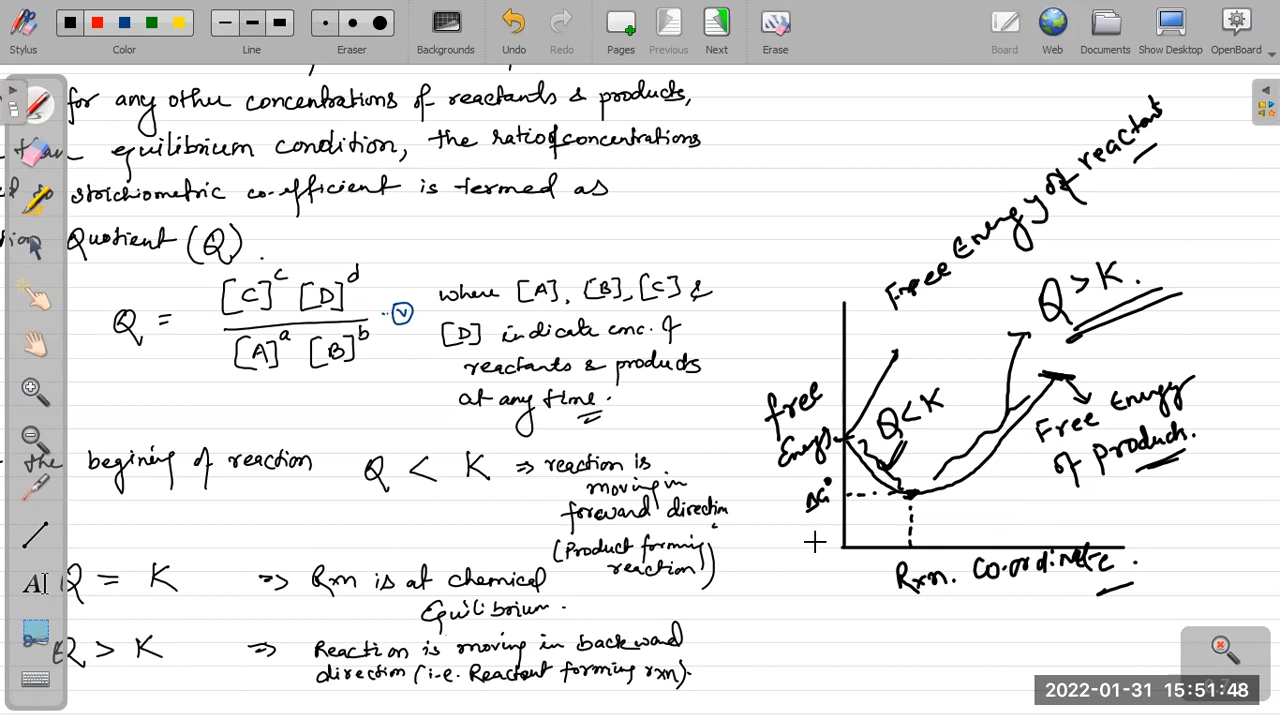 Stylus
Color
Line
Eraser
Backgrounds
Undo
Redo
Pages
Previous
Next
Erase
Board
Web
Documents
Show Desktop
OpenBoard
for any other concentrations of reactants & products,
equilibrium condition, the ratio of concentrations
stoichiometric co-efficient is termed as
Quotient (Q).
Q = [C]^c [D]^d / [A]^a [B]^b ..(V)
where [A], [B], [C] &
[D] indicate conc. of
reactants & products
at any time.
the begining of reaction Q < K ⇒ reaction is
moving in
forward direction
(Product forming
reaction)
Q = K ⇒ Rxn is at chemical
Equilibrium.
Q > K ⇒ Reaction is moving in backward
direction (i.e. Reactant forming rxn).
Free Energy of reactant
Q > K.
free
Energy
Q < K
Free Energy
of Product.
ΔG°
Rxn. Co-ordinate.
2022-01-31 15:51:48